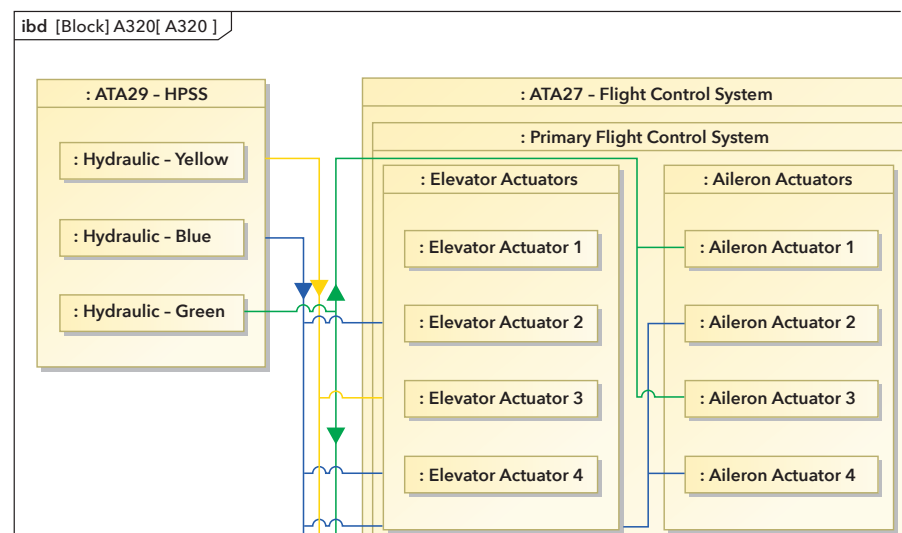 ibd [Block] A320[ A320 ]
: ATA29 – HPSS
: Hydraulic – Yellow
: Hydraulic – Blue
: Hydraulic – Green
: ATA27 – Flight Control System
: Primary Flight Control System
: Elevator Actuators
: Elevator Actuator 1
: Elevator Actuator 2
: Elevator Actuator 3
: Elevator Actuator 4
: Aileron Actuators
: Aileron Actuator 1
: Aileron Actuator 2
: Aileron Actuator 3
: Aileron Actuator 4